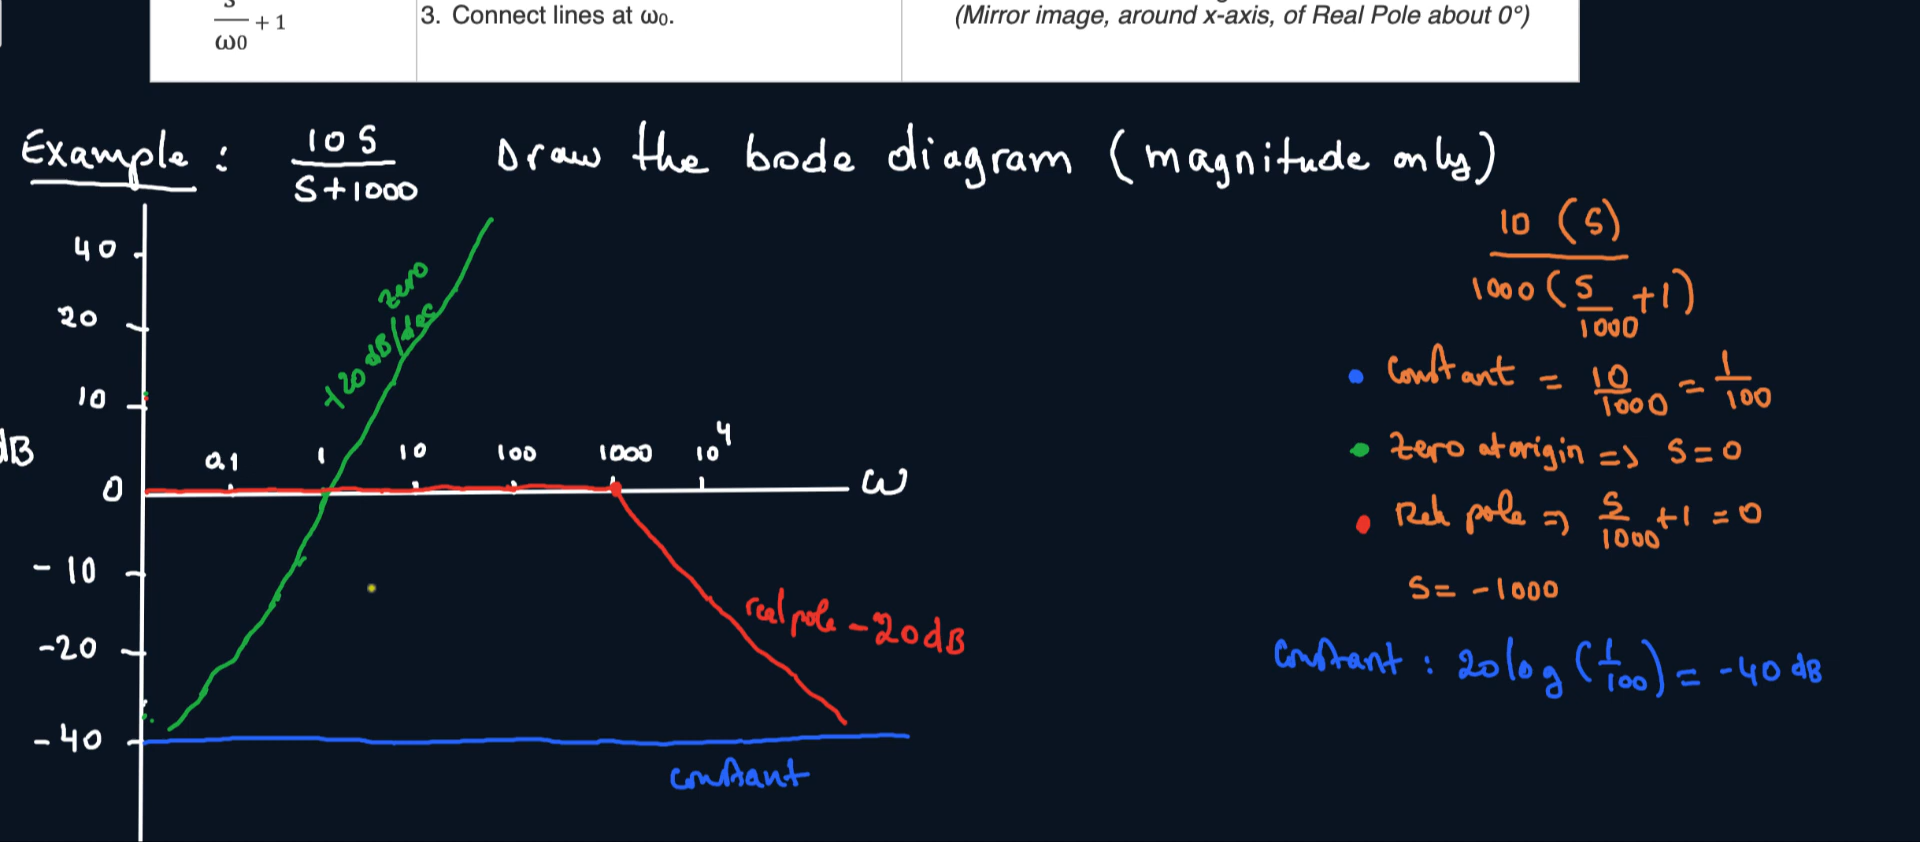 s/ω0 + 1
3. Connect lines at ω0.
(Mirror image, around x-axis, of Real Pole about 0°)
Example : 10 S / S+1000 Draw the bode diagram (magnitude only)
10 (S) / 1000 (S/1000 +1)
40
20
10
dB
0
-10
-20
-40
zero
+20 dB/dec
0.1 1 10 100 1000 10^4
ω
real pole -20dB
constant
• Constant = 10/1000 = 1/100
• Zero at origin => S=0
• Real pole => S/1000 +1 =0
S= -1000
Constant : 20log(1/100) = -40 dB